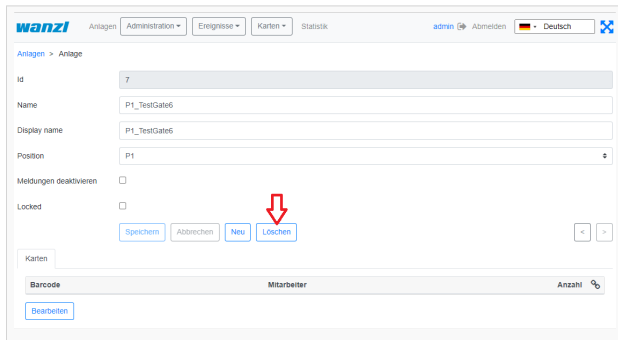 wanzl Anlagen Administration Ereignisse Karten Statistik admin Abmelden Deutsch
Anlagen > Anlage
Id 7
Name P1_TestGate6
Display name P1_TestGate6
Position P1
Meldungen deaktivieren
Locked
Speichern Abbrechen Neu Löschen < >
Karten
Barcode Mitarbeiter Anzahl
Bearbeiten